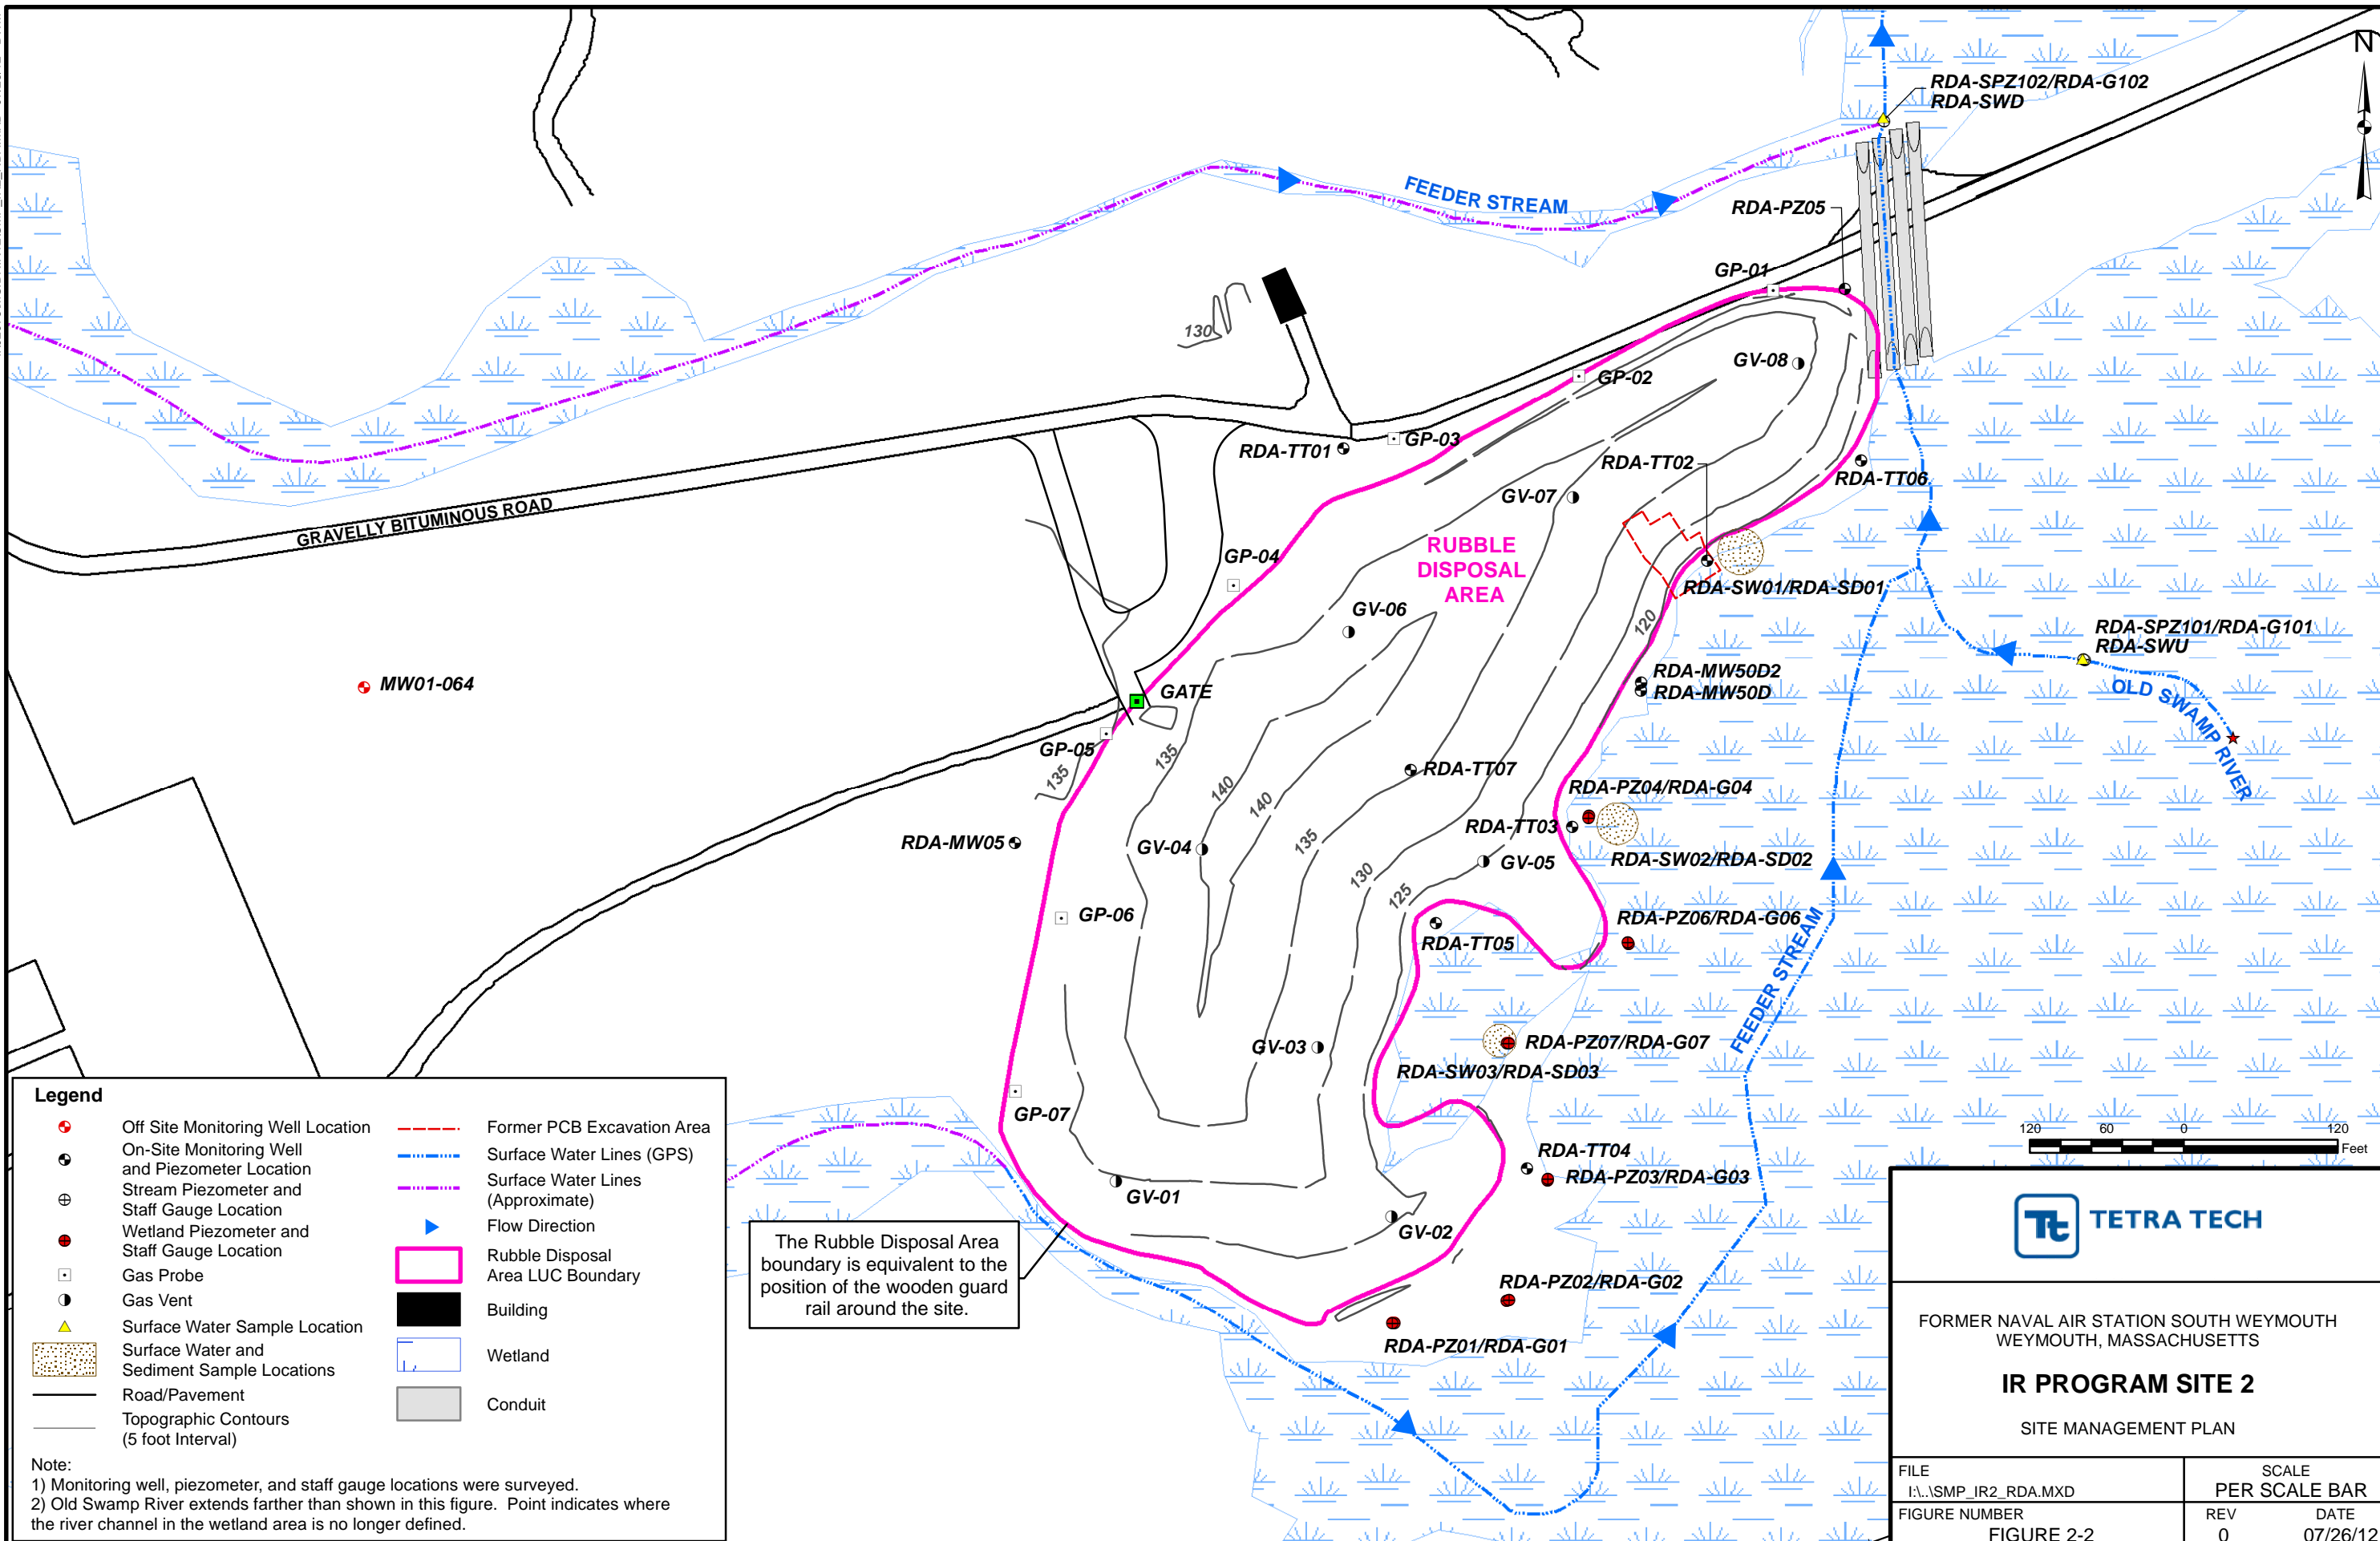 N
RDA-SPZ102/RDA-G102
RDA-SWD
FEEDER STREAM
RDA-PZ05
GP-01
130
GV-08
GP-02
GP-03
RDA-TT01
RDA-TT02
RDA-TT06
GV-07
GRAVELLY BITUMINOUS ROAD
RUBBLE
DISPOSAL
AREA
GP-04
RDA-SW01/RDA-SD01
GV-06
120
RDA-SPZ101/RDA-G101
RDA-SWU
RDA-MW50D2
RDA-MW50D
MW01-064
GATE
OLD SWAMP RIVER
GP-05
135
135
140
140
RDA-TT07
RDA-PZ04/RDA-G04
RDA-TT03
135
RDA-MW05
GV-04
GV-05
RDA-SW02/RDA-SD02
130
125
GP-06
RDA-PZ06/RDA-G06
RDA-TT05
FEEDER STREAM
GV-03
RDA-PZ07/RDA-G07
RDA-SW03/RDA-SD03
GP-07
RDA-TT04
RDA-PZ03/RDA-G03
GV-01
GV-02
RDA-PZ02/RDA-G02
RDA-PZ01/RDA-G01
The Rubble Disposal Area
boundary is equivalent to the
position of the wooden guard
rail around the site.
Legend
Off Site Monitoring Well Location
On-Site Monitoring Well
and Piezometer Location
Stream Piezometer and
Staff Gauge Location
Wetland Piezometer and
Staff Gauge Location
Gas Probe
Gas Vent
Surface Water Sample Location
Surface Water and
Sediment Sample Locations
Road/Pavement
Topographic Contours
(5 foot Interval)
Former PCB Excavation Area
Surface Water Lines (GPS)
Surface Water Lines
(Approximate)
Flow Direction
Rubble Disposal
Area LUC Boundary
Building
Wetland
Conduit
Note:
1) Monitoring well, piezometer, and staff gauge locations were surveyed.
2) Old Swamp River extends farther than shown in this figure. Point indicates where
the river channel in the wetland area is no longer defined.
120 60 0 120
Feet
Tt TETRA TECH
FORMER NAVAL AIR STATION SOUTH WEYMOUTH
WEYMOUTH, MASSACHUSETTS
IR PROGRAM SITE 2
SITE MANAGEMENT PLAN
FILE
I:\..\SMP_IR2_RDA.MXD
SCALE
PER SCALE BAR
FIGURE NUMBER
FIGURE 2-2
REV
0
DATE
07/26/12